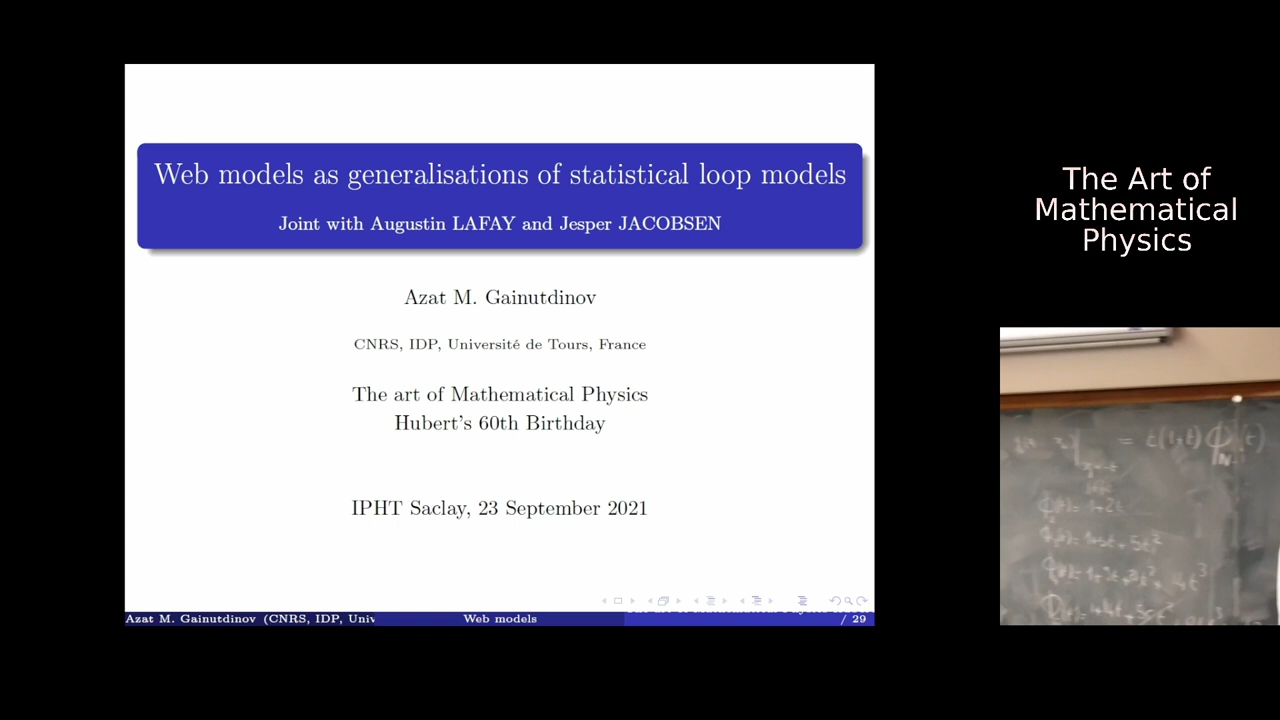 Web models as generalisations of statistical loop models
Joint with Augustin LAFAY and Jesper JACOBSEN
Azat M. Gainutdinov
CNRS, IDP, Université de Tours, France
The art of Mathematical Physics
Hubert's 60th Birthday
IPHT Saclay, 23 September 2021
Azat M. Gainutdinov (CNRS, IDP, Univ
Web models
/ 29
The Art of
Mathematical
Physics